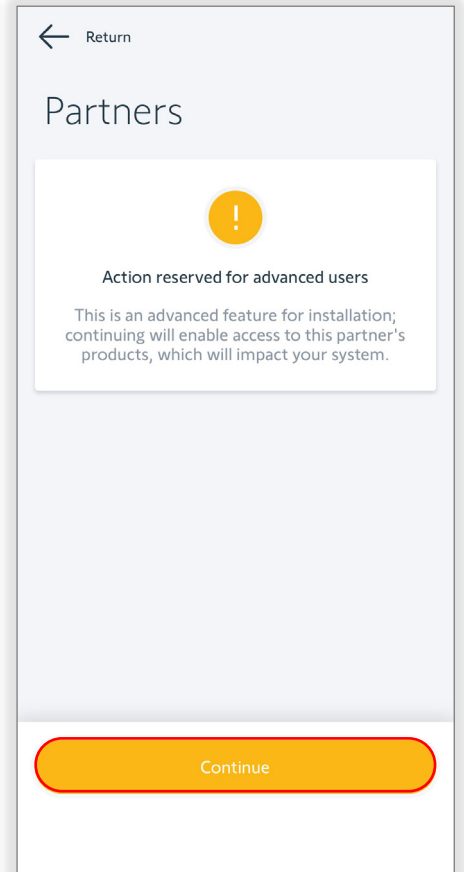 Return
Partners
!
Action reserved for advanced users
This is an advanced feature for installation;
continuing will enable access to this partner's
products, which will impact your system.
Continue